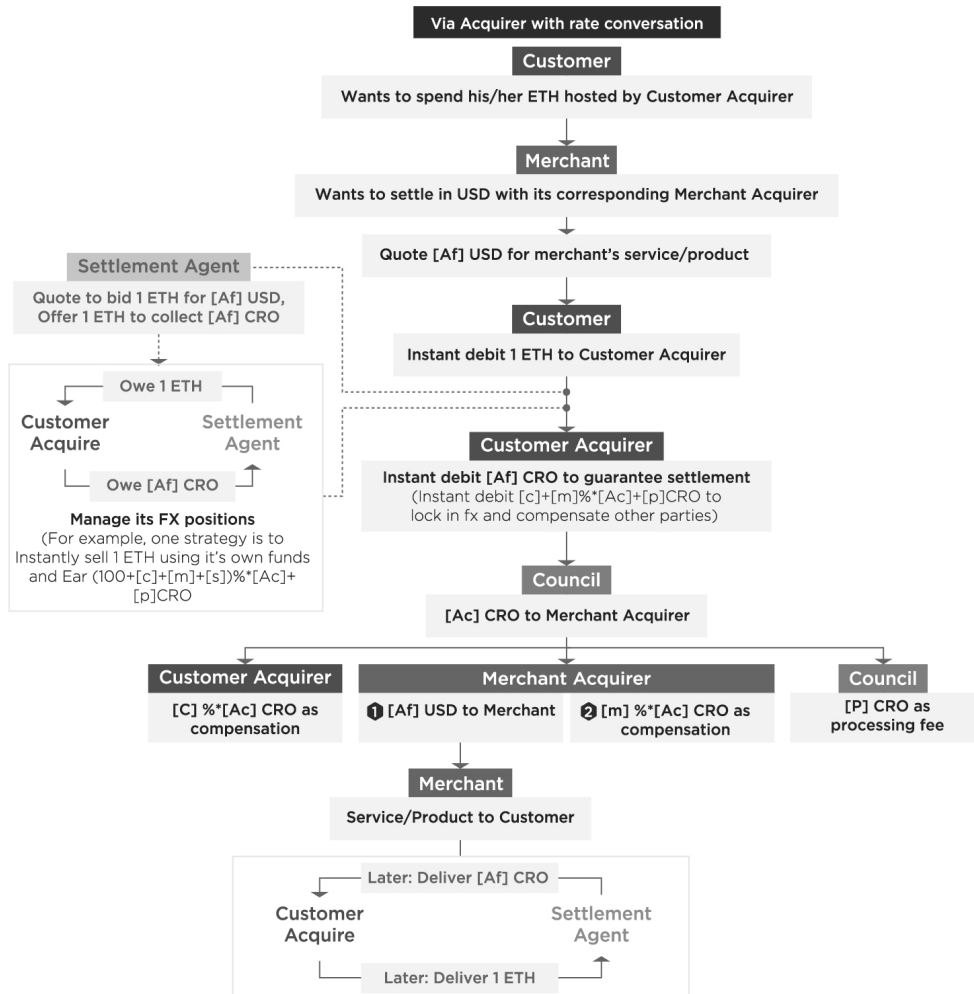 Via Acquirer with rate conversation
Customer
Wants to spend his/her ETH hosted by Customer Acquirer
Merchant
Wants to settle in USD with its corresponding Merchant Acquirer
Quote [Af] USD for merchant's service/product
Settlement Agent
Quote to bid 1 ETH for [Af] USD,
Offer 1 ETH to collect [Af] CRO
Customer
Instant debit 1 ETH to Customer Acquirer
Owe 1 ETH
Customer
Acquire
Settlement
Agent
Owe [Af] CRO
Manage its FX positions
(For example, one strategy is to
Instantly sell 1 ETH using it's own funds
and Ear (100+[c]+[m]+[s])%*[Ac]+
[p]CRO
Customer Acquirer
Instant debit [Af] CRO to guarantee settlement
(Instant debit [c]+[m]%*[Ac]+[p]CRO to
lock in fx and compensate other parties)
Council
[Ac] CRO to Merchant Acquirer
Customer Acquirer
[C] %*[Ac] CRO as
compensation
Merchant Acquirer
1 [Af] USD to Merchant
2 [m] %*[Ac] CRO as
compensation
Council
[P] CRO as
processing fee
Merchant
Service/Product to Customer
Later: Deliver [Af] CRO
Customer
Acquire
Settlement
Agent
Later: Deliver 1 ETH